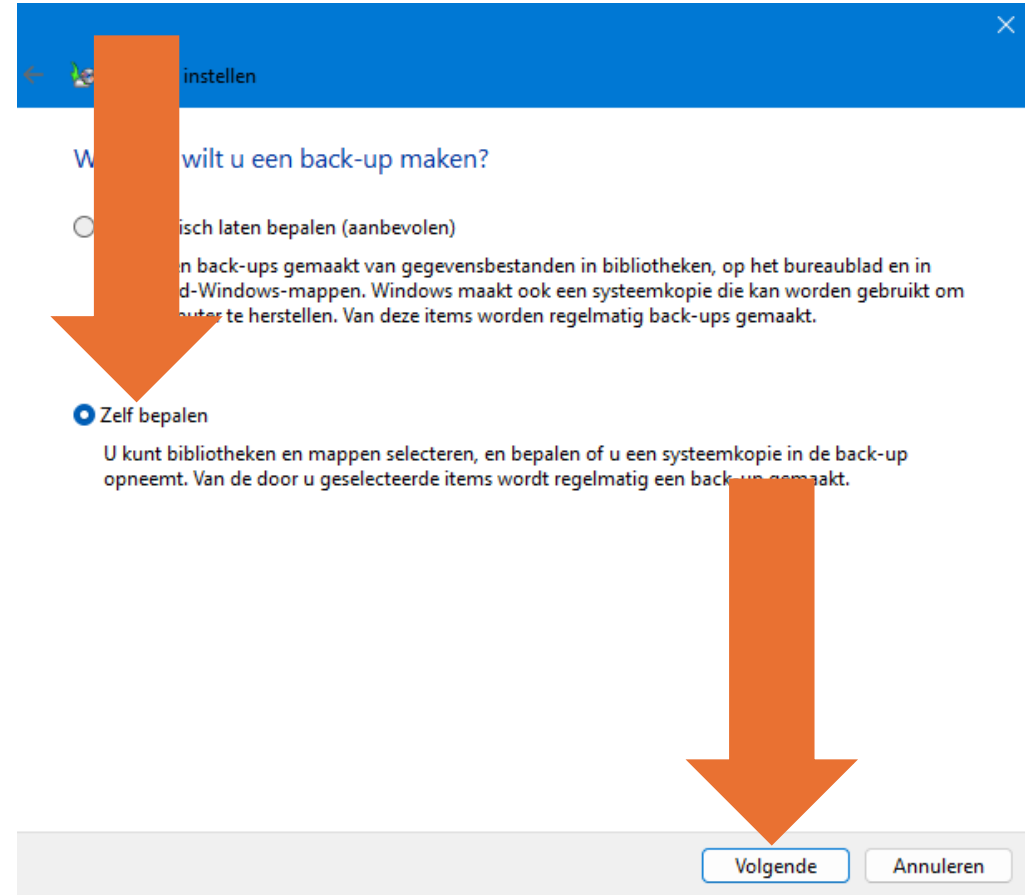 instellen
wilt u een back-up maken?
laten bepalen (aanbevolen)
back-ups gemaakt van gegevensbestanden in bibliotheken, op het bureaublad en in
Windows maakt ook een systeemkopie die kan worden gebruikt om
te herstellen. Van deze items worden regelmatig back-ups gemaakt.
Zelf bepalen
U kunt bibliotheken en mappen selecteren, en bepalen of u een systeemkopie in de back-up
opneemt. Van de door u geselecteerde items wordt regelmatig een back-up gemaakt.
Volgende Annuleren